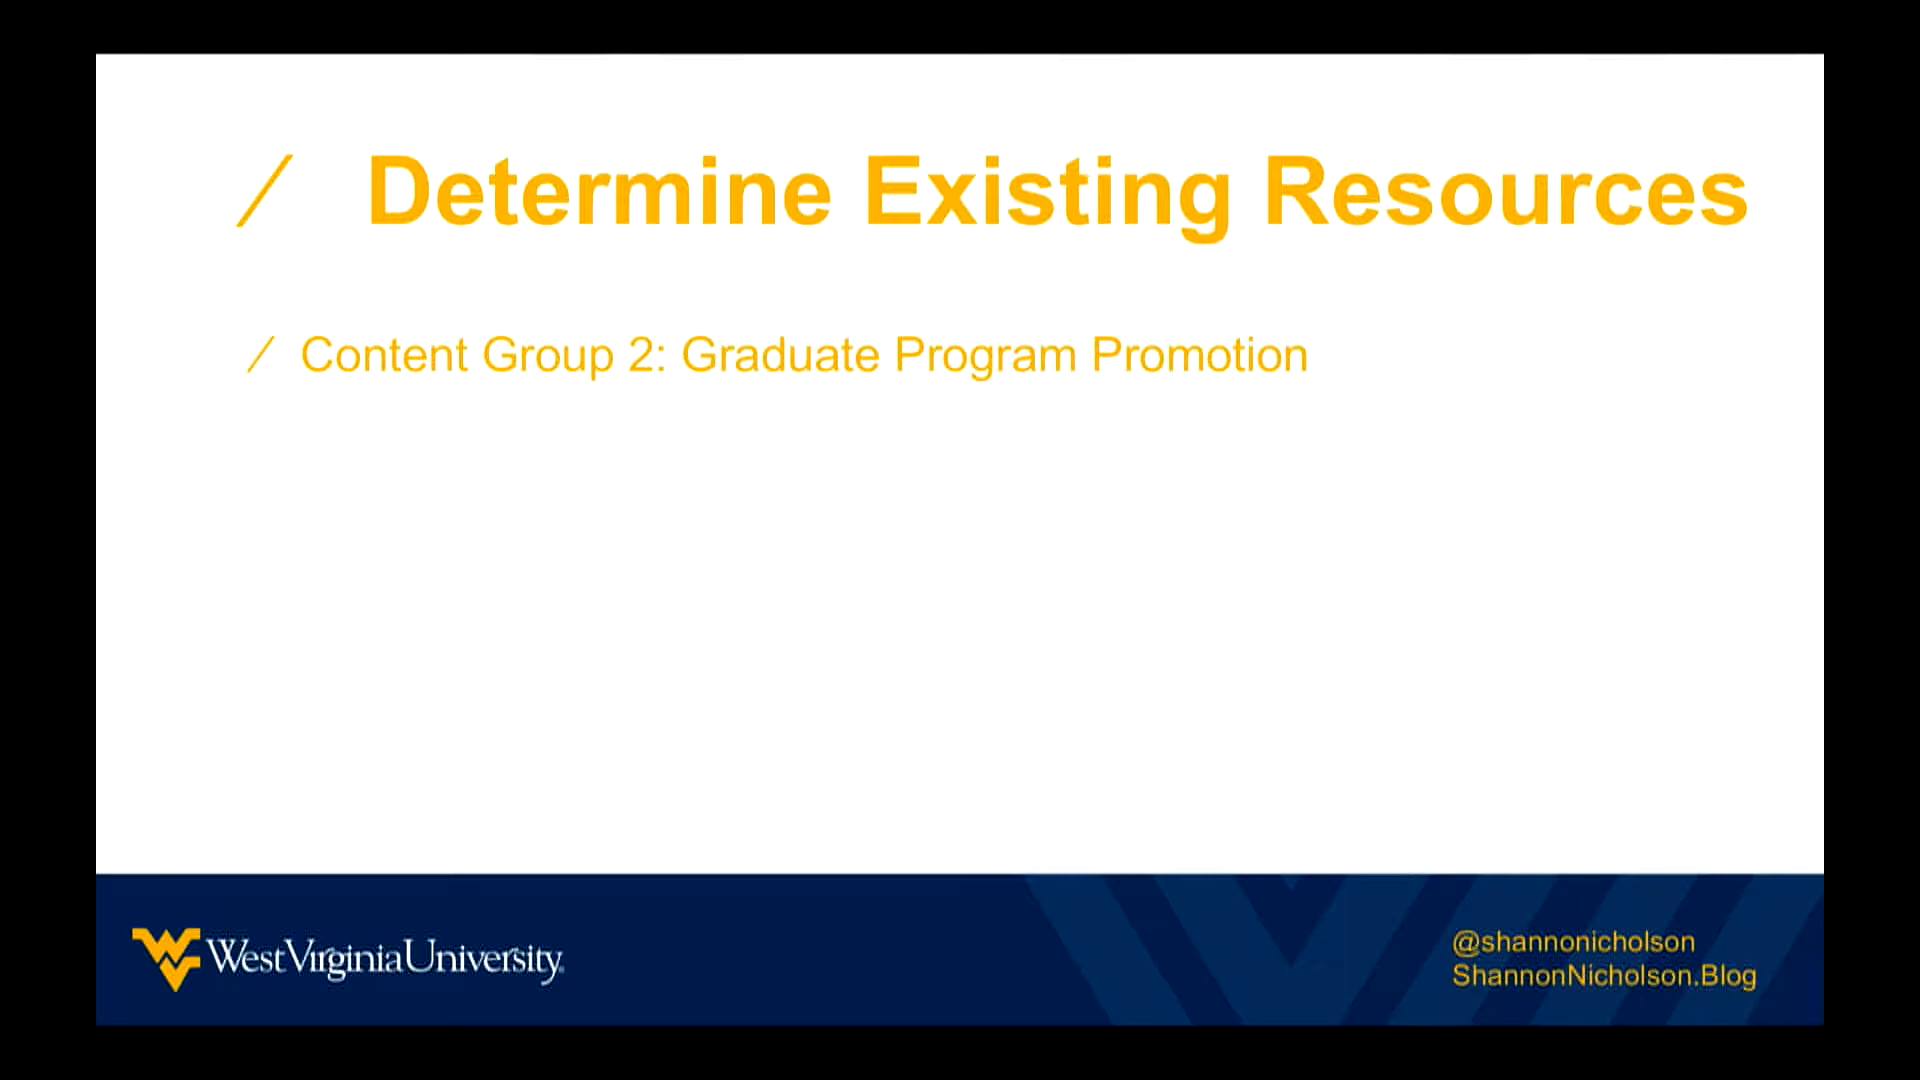 / Determine Existing Resources
/ Content Group 2: Graduate Program Promotion
West Virginia University.
@shannonicholson
ShannonNicholson.Blog